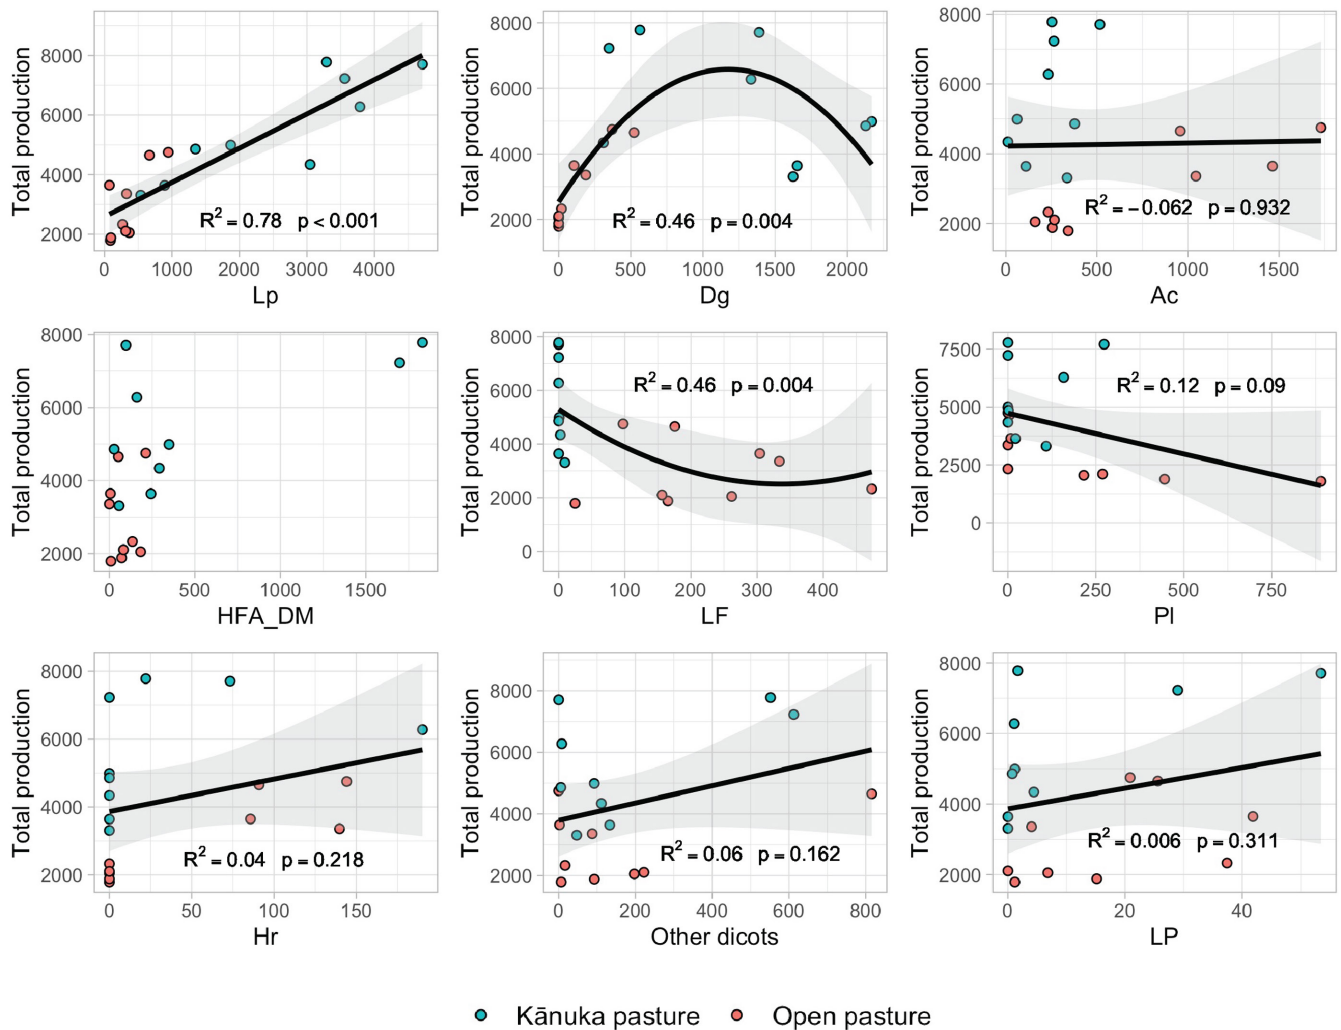 Total production
8000
6000
4000
2000
R² = 0.78 p < 0.001
0 1000 2000 3000 4000
Lp
Total production
8000
6000
4000
2000
R² = 0.46 p = 0.004
0 500 1000 1500 2000
Dg
Total production
8000
6000
4000
2000
R² = −0.062 p = 0.932
0 500 1000 1500
Ac
Total production
8000
6000
4000
2000
0 500 1000 1500
HFA_DM
Total production
8000
6000
4000
2000
0
R² = 0.46 p = 0.004
0 100 200 300 400
LF
Total production
7500
5000
2500
0
R² = 0.12 p = 0.09
0 250 500 750
Pl
Total production
8000
6000
4000
2000
R² = 0.04 p = 0.218
0 50 100 150
Hr
Total production
8000
6000
4000
2000
R² = 0.06 p = 0.162
0 200 400 600 800
Other dicots
Total production
8000
6000
4000
2000
R² = 0.006 p = 0.311
0 20 40
LP
Kānuka pasture Open pasture